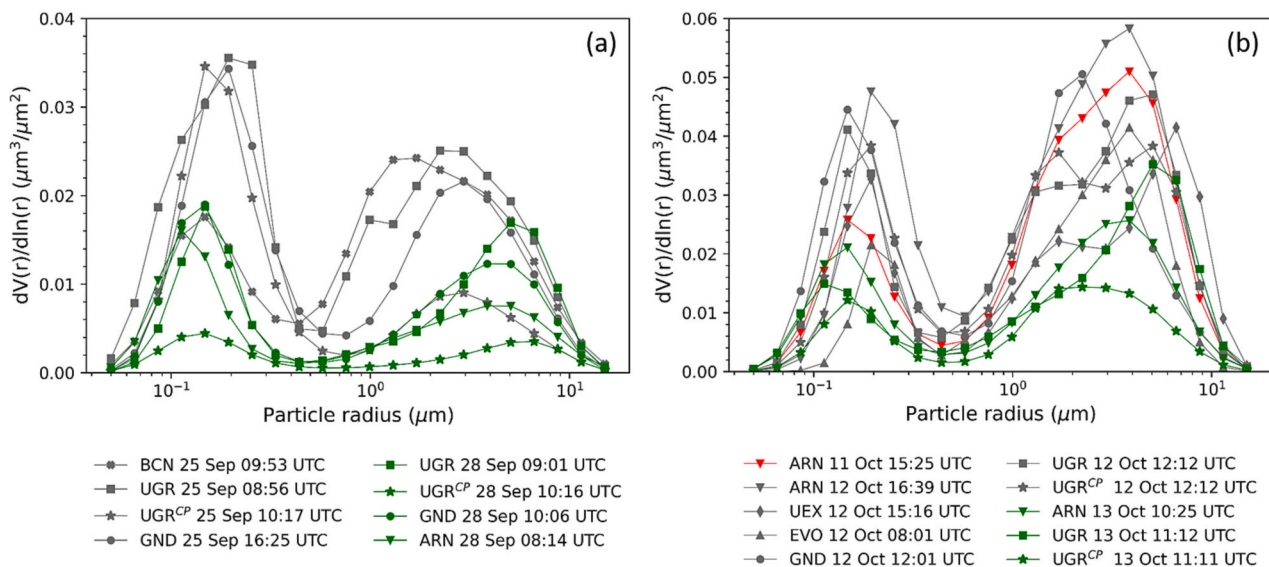 (a)
0.04
0.03
0.02
0.01
0.00
dV(r)/dln(r) (μm³/μm²)
10⁻¹ 10⁰ 10¹
Particle radius (μm)
BCN 25 Sep 09:53 UTC
UGR 25 Sep 08:56 UTC
UGR^CP 25 Sep 10:17 UTC
GND 25 Sep 16:25 UTC
UGR 28 Sep 09:01 UTC
UGR^CP 28 Sep 10:16 UTC
GND 28 Sep 10:06 UTC
ARN 28 Sep 08:14 UTC
(b)
0.06
0.05
0.04
0.03
0.02
0.01
0.00
dV(r)/dln(r) (μm³/μm²)
10⁻¹ 10⁰ 10¹
Particle radius (μm)
ARN 11 Oct 15:25 UTC
ARN 12 Oct 16:39 UTC
UEX 12 Oct 15:16 UTC
EVO 12 Oct 08:01 UTC
GND 12 Oct 12:01 UTC
UGR 12 Oct 12:12 UTC
UGR^CP 12 Oct 12:12 UTC
ARN 13 Oct 10:25 UTC
UGR 13 Oct 11:12 UTC
UGR^CP 13 Oct 11:11 UTC